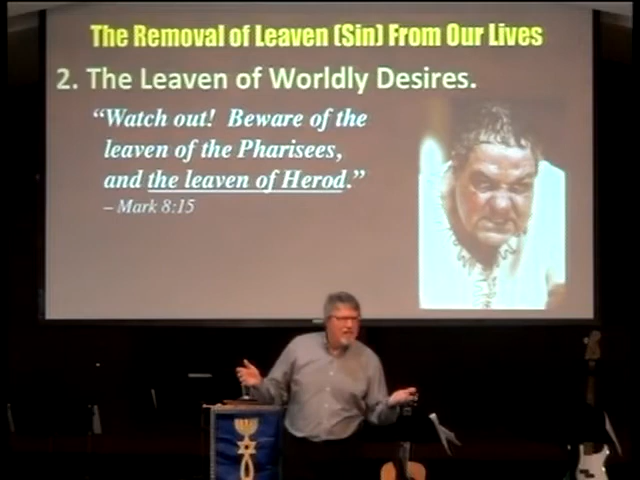 The Removal of Leaven (Sin) From Our Lives
2. The Leaven of Worldly Desires.
“Watch out!  Beware of the
leaven of the Pharisees,
and the leaven of Herod.”
– Mark 8:15